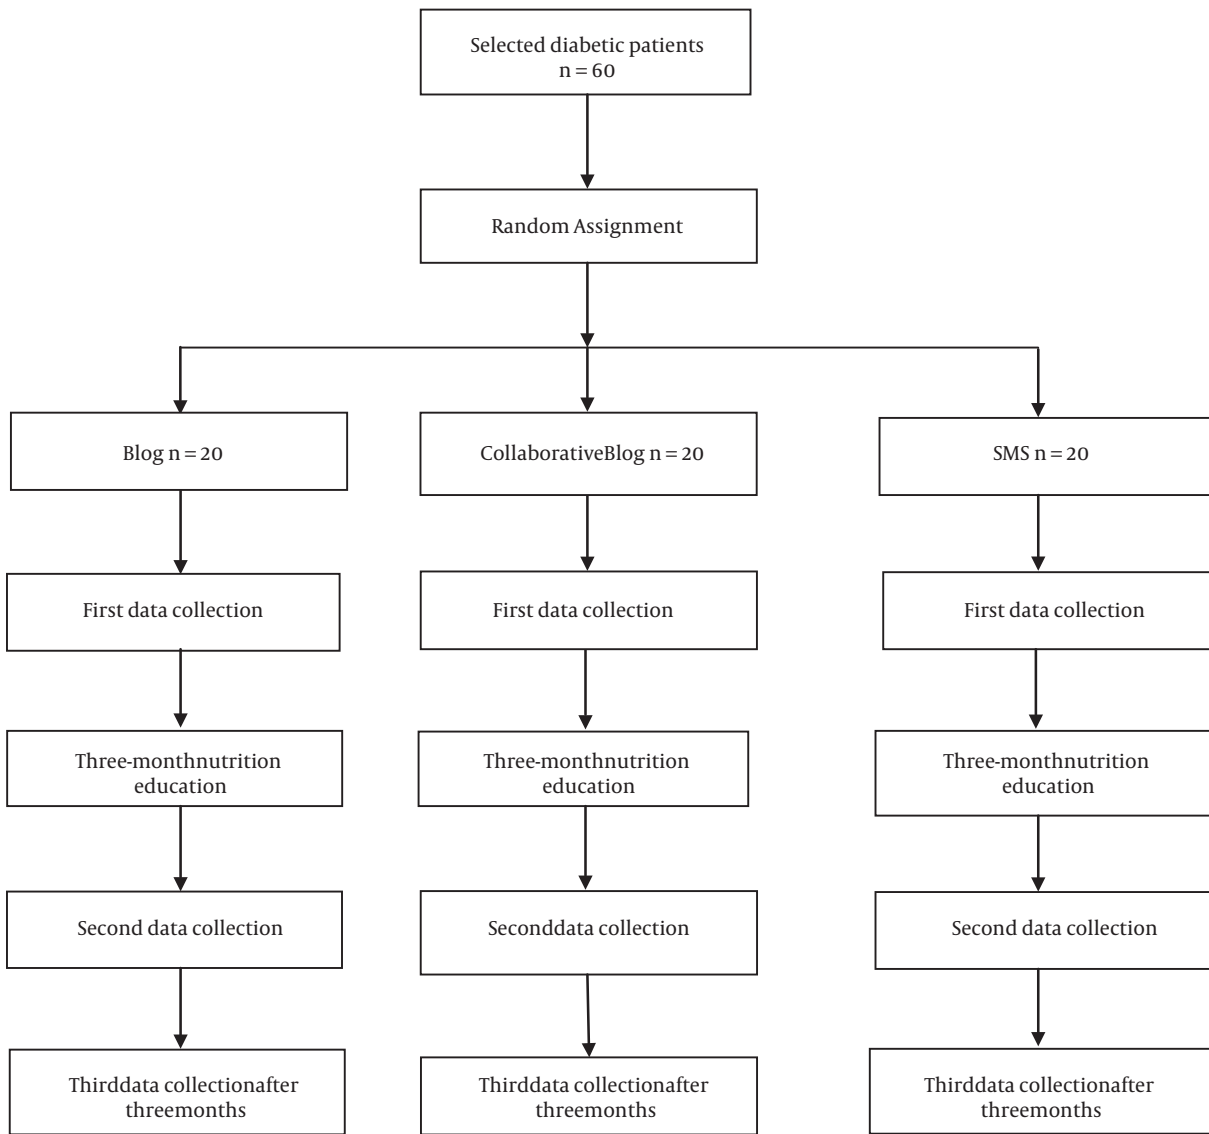 Selected diabetic patients
n = 60
Random Assignment
Blog n = 20
CollaborativeBlog n = 20
SMS n = 20
First data collection
First data collection
First data collection
Three-monthnutrition
education
Three-monthnutrition
education
Three-monthnutrition
education
Second data collection
Seconddata collection
Second data collection
Thirddata collectionafter
threemonths
Thirddata collectionafter
threemonths
Thirddata collectionafter
threemonths